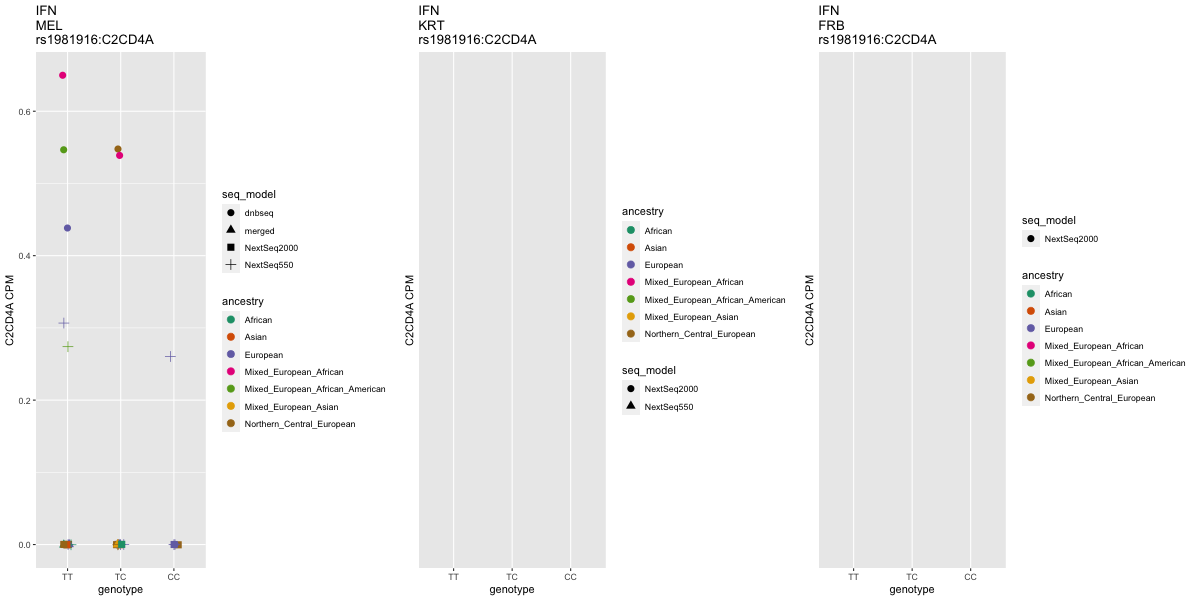 IFN
MEL
rs1981916:C2CD4A
C2CD4A CPM
0.6
0.4
0.2
0.0
TT
TC
CC
genotype
seq_model
dnbseq
merged
NextSeq2000
NextSeq550
ancestry
African
Asian
European
Mixed_European_African
Mixed_European_African_American
Mixed_European_Asian
Northern_Central_European
IFN
KRT
rs1981916:C2CD4A
C2CD4A CPM
TT
TC
CC
genotype
ancestry
African
Asian
European
Mixed_European_African
Mixed_European_African_American
Mixed_European_Asian
Northern_Central_European
seq_model
NextSeq2000
NextSeq550
IFN
FRB
rs1981916:C2CD4A
C2CD4A CPM
TT
TC
CC
genotype
seq_model
NextSeq2000
ancestry
African
Asian
European
Mixed_European_African
Mixed_European_African_American
Mixed_European_Asian
Northern_Central_European